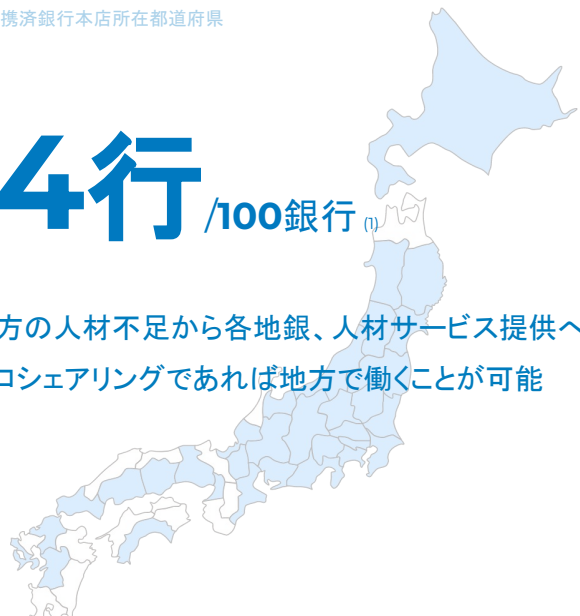 携済銀行本店所在都道府県
4行/100銀行(1)
方の人材不足から各地銀、人材サービス提供へ
ロシェアリングであれば地方で働くことが可能